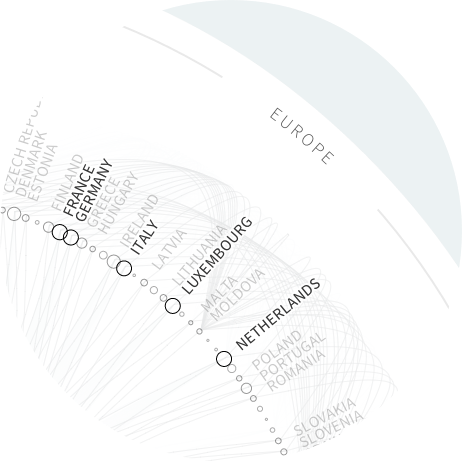 EUROPE
CZECH
DENMARK
ESTONIA
FINLAND
FRANCE
GERMANY
GREECE
HUNGARY
IRELAND
ITALY
LATVIA
LITHUANIA
LUXEMBOURG
MALTA
MOLDOVA
NETHERLANDS
POLAND
PORTUGAL
ROMANIA
SLOVAKIA
SLOVENIA